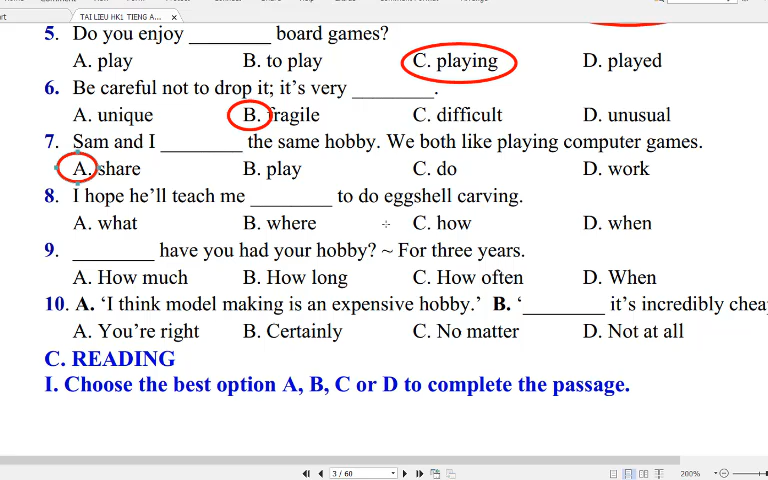 TAI LIEU HK1 TIENG A... ×
5. Do you enjoy ________ board games?
A. play B. to play C. playing D. played
6. Be careful not to drop it; it's very ________.
A. unique B. fragile C. difficult D. unusual
7. Sam and I ________ the same hobby. We both like playing computer games.
A. share B. play C. do D. work
8. I hope he'll teach me ________ to do eggshell carving.
A. what B. where C. how D. when
9. ________ have you had your hobby? ~ For three years.
A. How much B. How long C. How often D. When
10. A. 'I think model making is an expensive hobby.' B. '________ it's incredibly chea
A. You're right B. Certainly C. No matter D. Not at all
C. READING
I. Choose the best option A, B, C or D to complete the passage.
3 / 60 200%